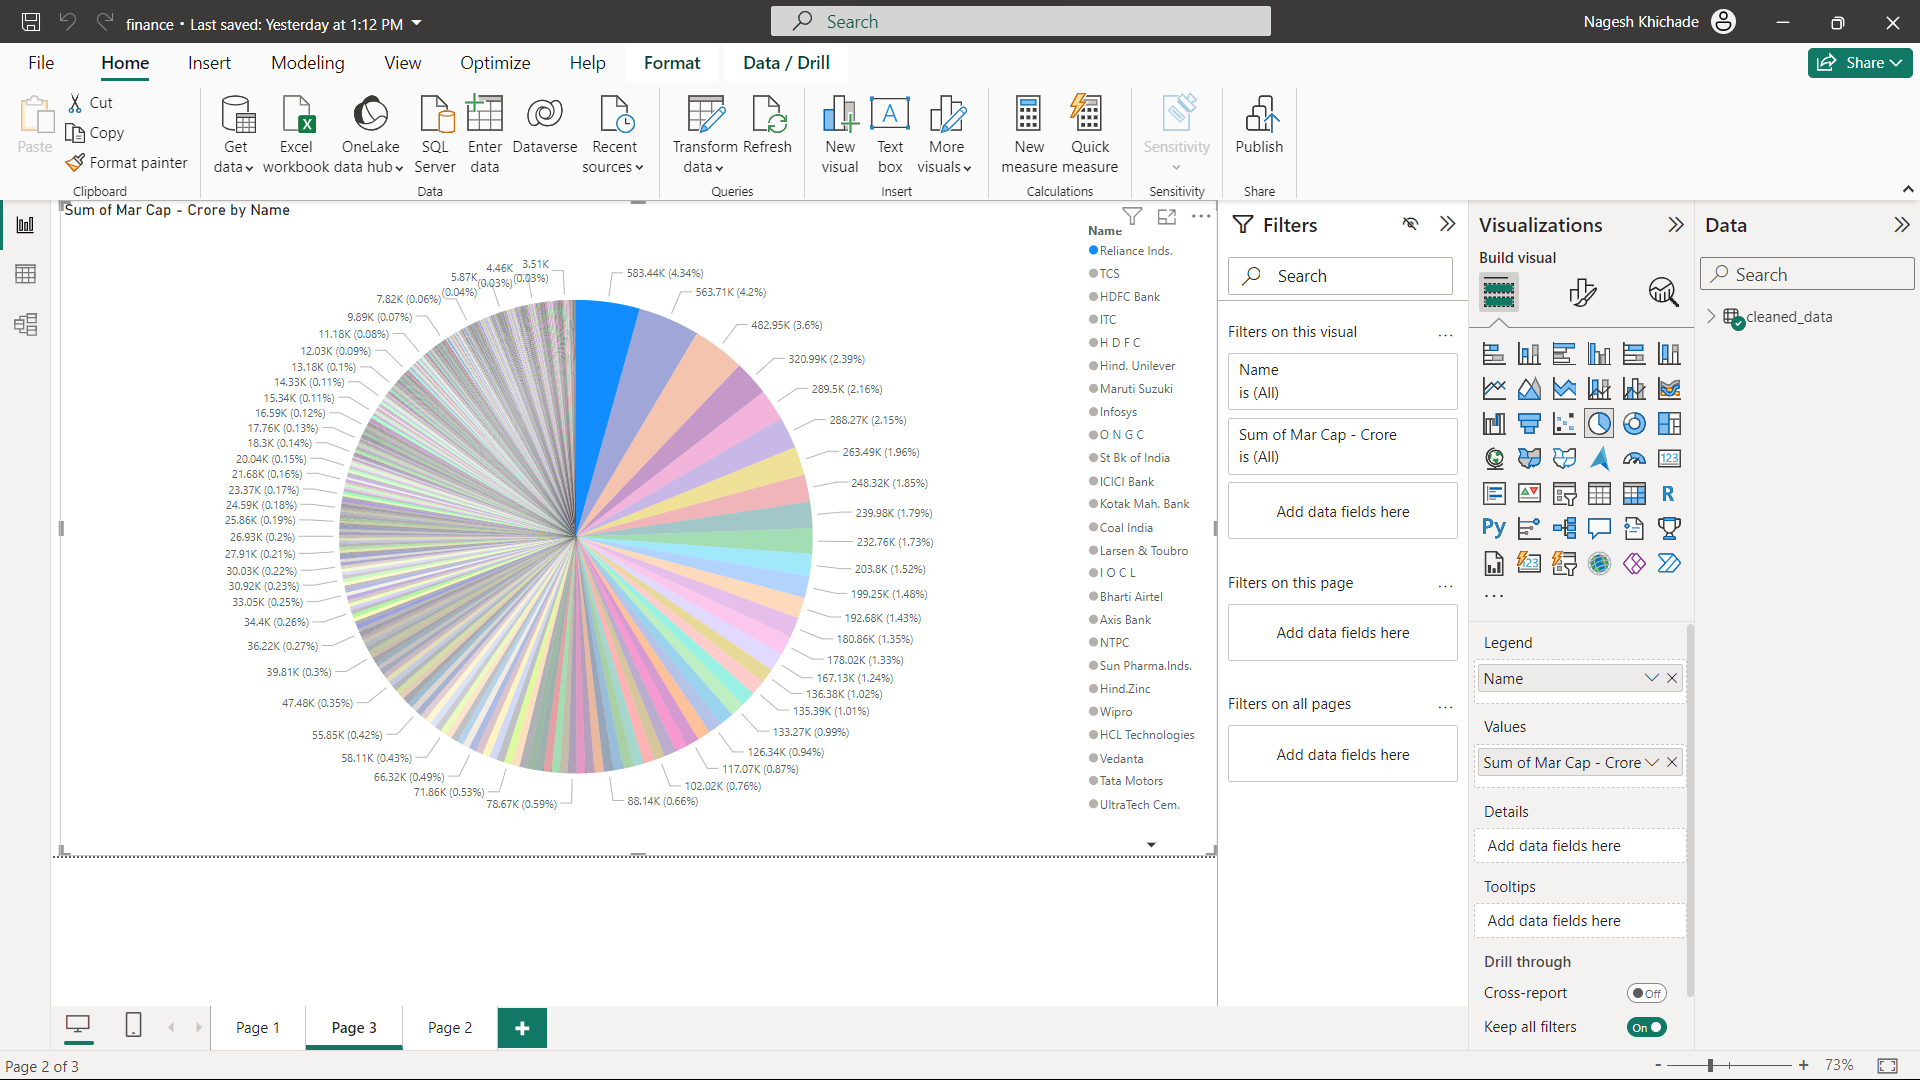 finance • Last saved: Yesterday at 1:12 PM
Search
Nagesh Khichade
File Home Insert Modeling View Optimize Help Format Data / Drill
Share
Paste
Cut
Copy
Format painter
Clipboard
Get data
Excel workbook
OneLake data hub
SQL Server
Enter data
Dataverse
Recent sources
Data
Transform data
Refresh
Queries
New visual
Text box
More visuals
Insert
New measure
Quick measure
Calculations
Sensitivity
Sensitivity
Publish
Share
Sum of Mar Cap - Crore by Name
583.44K (4.34%)
563.71K (4.2%)
482.95K (3.6%)
320.99K (2.39%)
289.5K (2.16%)
288.27K (2.15%)
263.49K (1.96%)
248.32K (1.85%)
239.98K (1.79%)
232.76K (1.73%)
203.8K (1.52%)
199.25K (1.48%)
192.68K (1.43%)
180.86K (1.35%)
178.02K (1.33%)
167.13K (1.24%)
136.38K (1.02%)
135.39K (1.01%)
133.27K (0.99%)
126.34K (0.94%)
117.07K (0.87%)
102.02K (0.76%)
88.14K (0.66%)
78.67K (0.59%)
71.86K (0.53%)
66.32K (0.49%)
58.11K (0.43%)
55.85K (0.42%)
47.48K (0.35%)
39.81K (0.3%)
36.22K (0.27%)
34.4K (0.26%)
33.05K (0.25%)
30.92K (0.23%)
30.03K (0.22%)
27.91K (0.21%)
26.93K (0.2%)
25.86K (0.19%)
24.59K (0.18%)
23.37K (0.17%)
21.68K (0.16%)
20.04K (0.15%)
18.3K (0.14%)
17.76K (0.13%)
16.59K (0.12%)
15.34K (0.11%)
14.33K (0.11%)
13.18K (0.1%)
12.03K (0.09%)
11.18K (0.08%)
9.89K (0.07%)
7.82K (0.06%)
5.87K (0.04%)
4.46K (0.03%)
3.51K (0.03%)
Name
Reliance Inds.
TCS
HDFC Bank
ITC
H D F C
Hind. Unilever
Maruti Suzuki
Infosys
O N G C
St Bk of India
ICICI Bank
Kotak Mah. Bank
Coal India
Larsen & Toubro
I O C L
Bharti Airtel
Axis Bank
NTPC
Sun Pharma.Inds.
Hind.Zinc
Wipro
HCL Technologies
Vedanta
Tata Motors
UltraTech Cem.
Filters
Search
Filters on this visual
...
Name
is (All)
Sum of Mar Cap - Crore
is (All)
Add data fields here
Filters on this page
...
Add data fields here
Filters on all pages
...
Add data fields here
Visualizations
Build visual
123
R
Py
123
...
Legend
Name
Values
Sum of Mar Cap - Crore
Details
Add data fields here
Tooltips
Add data fields here
Drill through
Cross-report
Off
Keep all filters
On
Data
Search
cleaned_data
Page 1
Page 3
Page 2
+
Page 2 of 3
- + 73%